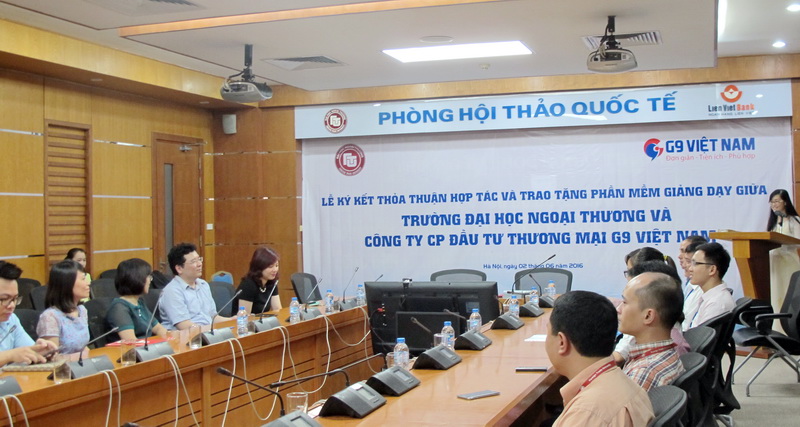 PHÒNG HỘI THẢO QUỐC TẾ
LienVietBank
G9 VIỆT NAM
Đơn giản - Tiện ích - Phù hợp
LỄ KÝ KẾT THỎA THUẬN HỢP TÁC VÀ TRAO TẶNG PHẦN MỀM GIẢNG DẠY GIỮA
TRƯỜNG ĐẠI HỌC NGOẠI THƯƠNG VÀ
CÔNG TY CP ĐẦU TƯ THƯƠNG MẠI G9 VIỆT NAM
Hà Nội, ngày 02 tháng 06 năm 2016